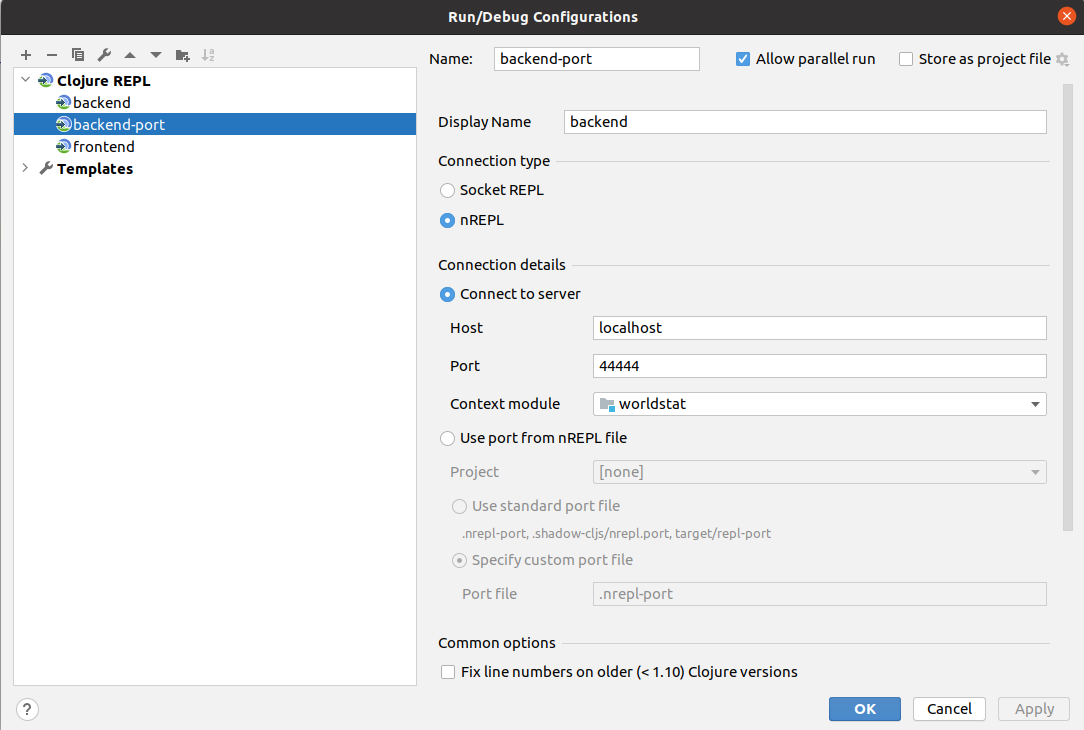 Run/Debug Configurations
Name: backend-port Allow parallel run Store as project file
Clojure REPL
backend
backend-port
frontend
Templates
Display Name backend
Connection type
Socket REPL
nREPL
Connection details
Connect to server
Host localhost
Port 44444
Context module worldstat
Use port from nREPL file
Project [none]
Use standard port file
.nrepl-port, .shadow-cljs/nrepl.port, target/repl-port
Specify custom port file
Port file .nrepl-port
Common options
Fix line numbers on older (< 1.10) Clojure versions
? OK Cancel Apply